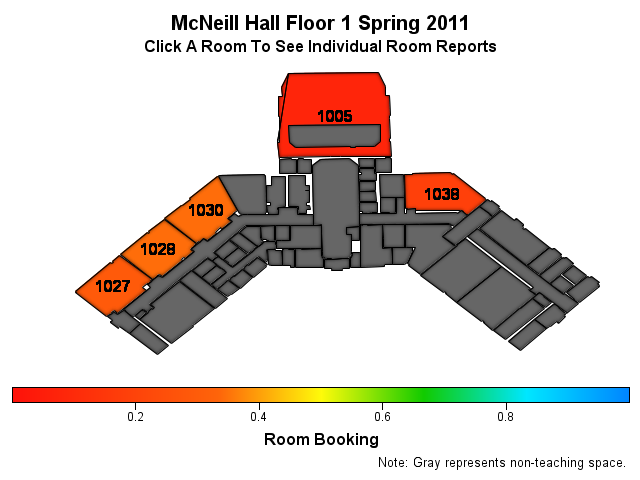 McNeill Hall Floor 1 Spring 2011
Click A Room To See Individual Room Reports
1005
1038
1030
1028
1027
0.2 0.4 0.6 0.8
Room Booking
Note: Gray represents non-teaching space.